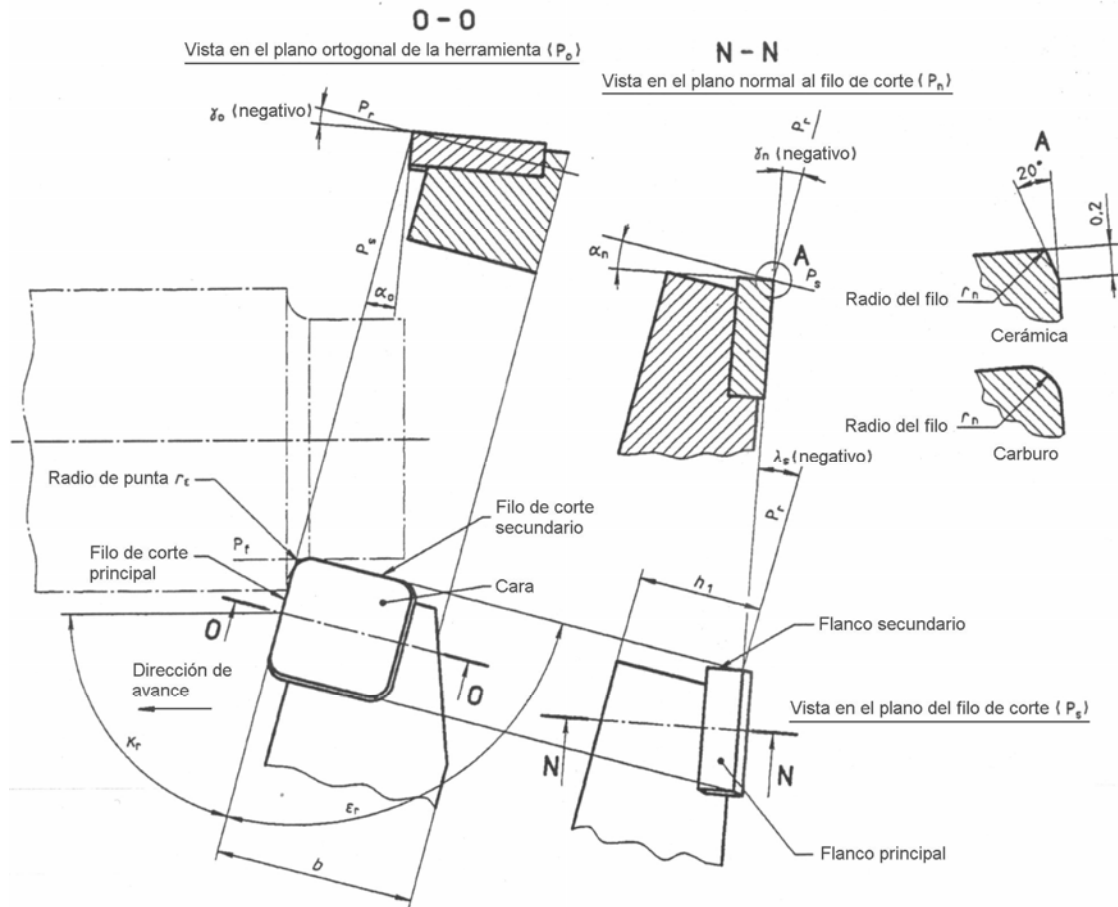 O - O
Vista en el plano ortogonal de la herramienta (Pₒ)
N - N
Vista en el plano normal al filo de corte (Pₙ)
γₒ (negativo)
Pᵣ
Pᵣ
γₙ (negativo)
A
20°
0,2
αₙ
A
Pₛ
Pₛ
αₒ
Radio del filo rₙ
Cerámica
Radio del filo rₙ
Carburo
λₛ (negativo)
Pᵣ
Radio de punta r_ε
Filo de corte
secundario
P_f
Filo de corte
principal
Cara
h₁
O
O
Flanco secundario
Dirección de
avance
Vista en el plano del filo de corte (Pₛ)
N
N
κᵣ
εᵣ
Flanco principal
b